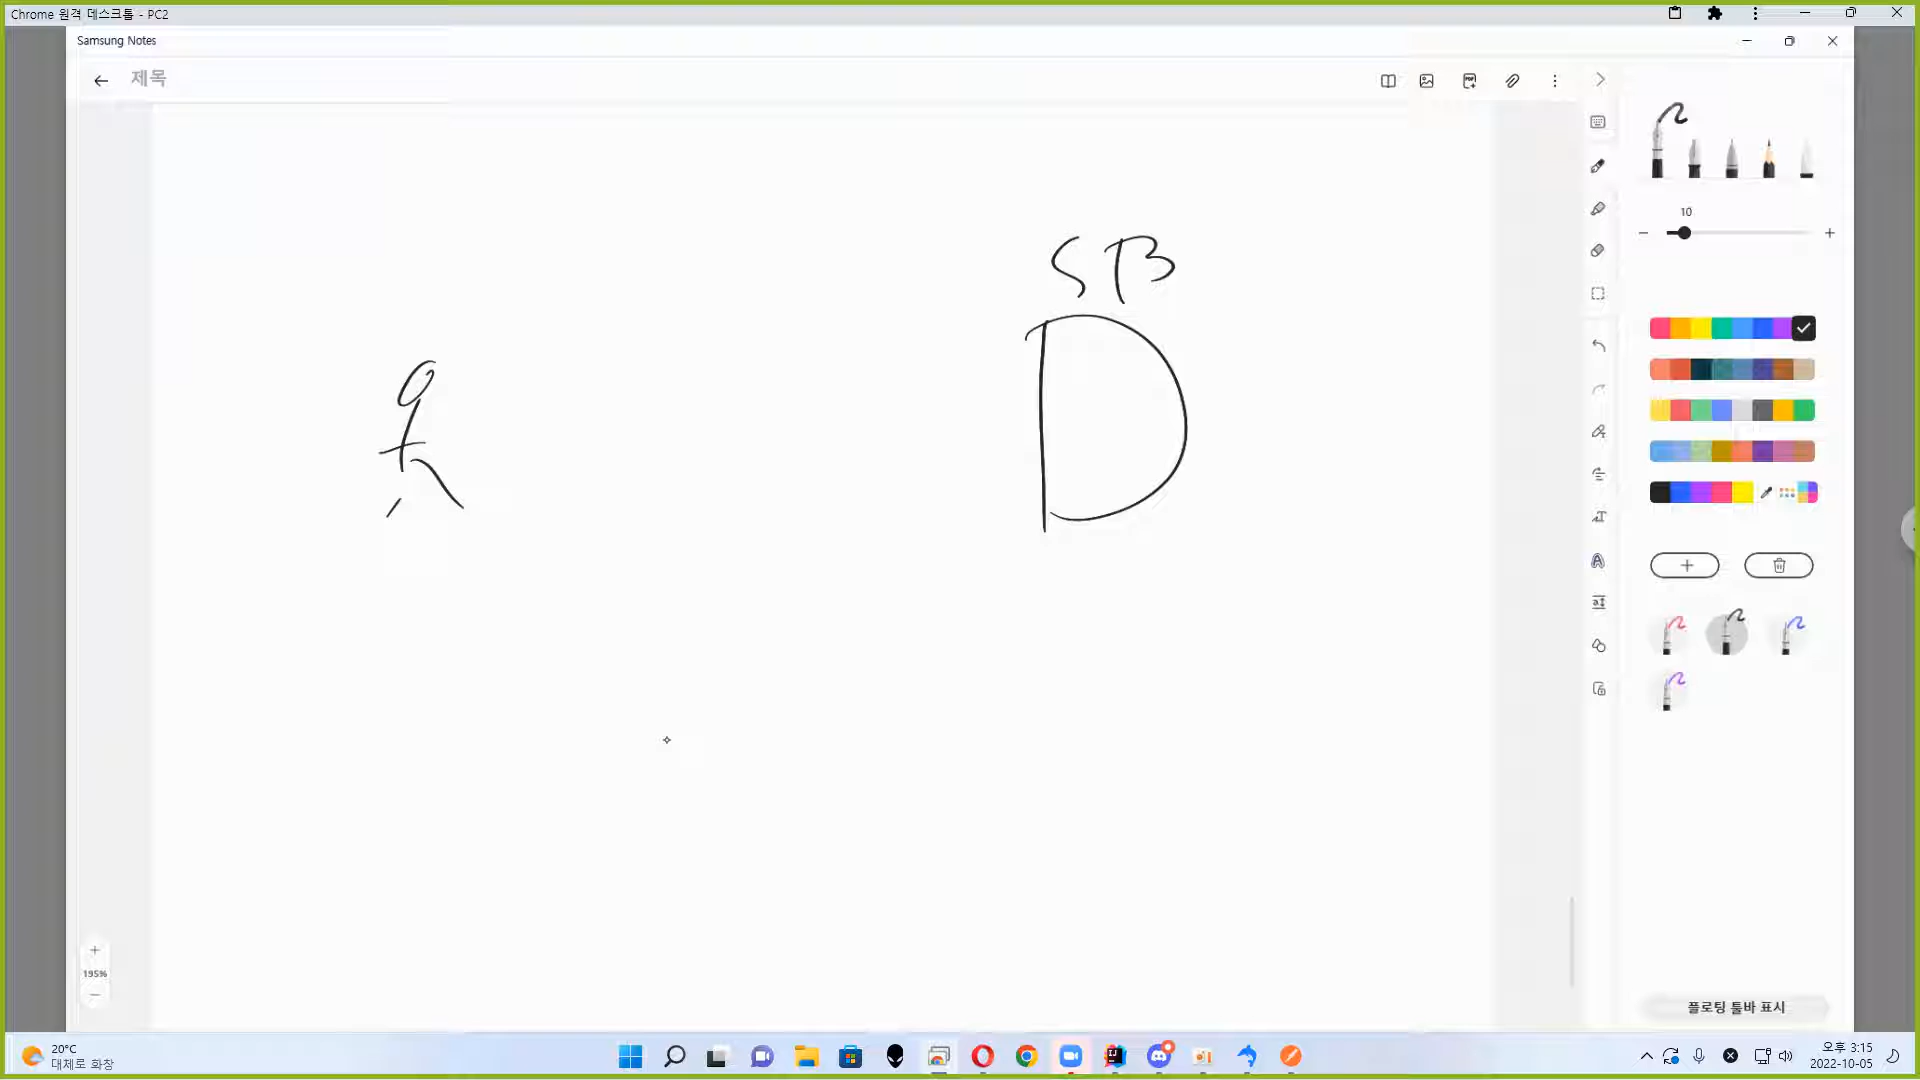 Chrome 원격 데스크톱 - PC2
Samsung Notes
제목
10
SB
195%
플로팅 툴바 표시
20°C
대체로 화창
오후 3:15
2022-10-05